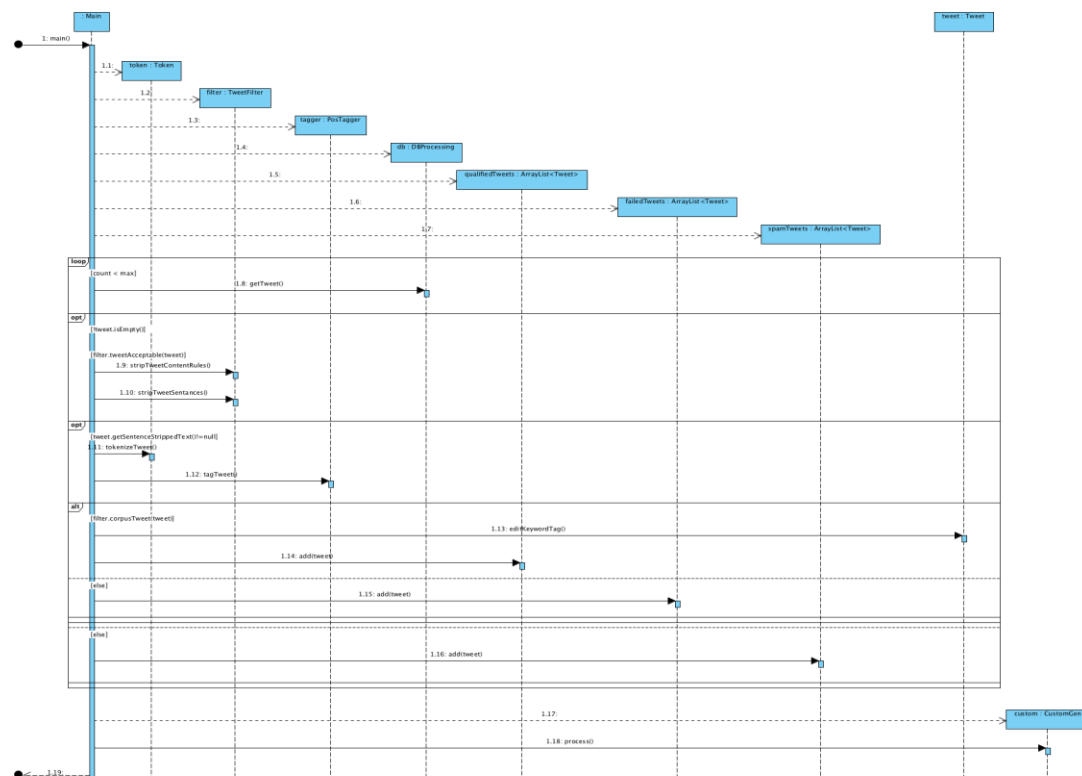 : Main
tweet : Tweet
1: main()
1.1:
token : Token
1.2:
filter : TweetFilter
1.3:
tagger : PosTagger
1.4:
db : DBProcessing
1.5:
qualifiedTweets : ArrayList<Tweet>
1.6:
failedTweets : ArrayList<Tweet>
1.7:
spamTweets : ArrayList<Tweet>
loop
[count < max]
1.8: getTweet()
opt
[!tweet.isEmpty()]
[filter.tweetAcceptable(tweet)]
1.9: stripTweetContentRules()
1.10: stripTweetSentances()
opt
[tweet.getSentenceStrippedText()!=null]
1.11: tokenizeTweet()
1.12: tagTweet()
alt
[filter.corpusTweet(tweet)]
1.13: editKeywordTag()
1.14: add(tweet)
[else]
1.15: add(tweet)
[else]
1.16: add(tweet)
1.17:
custom : CustomGen
1.18: process()
1.19: